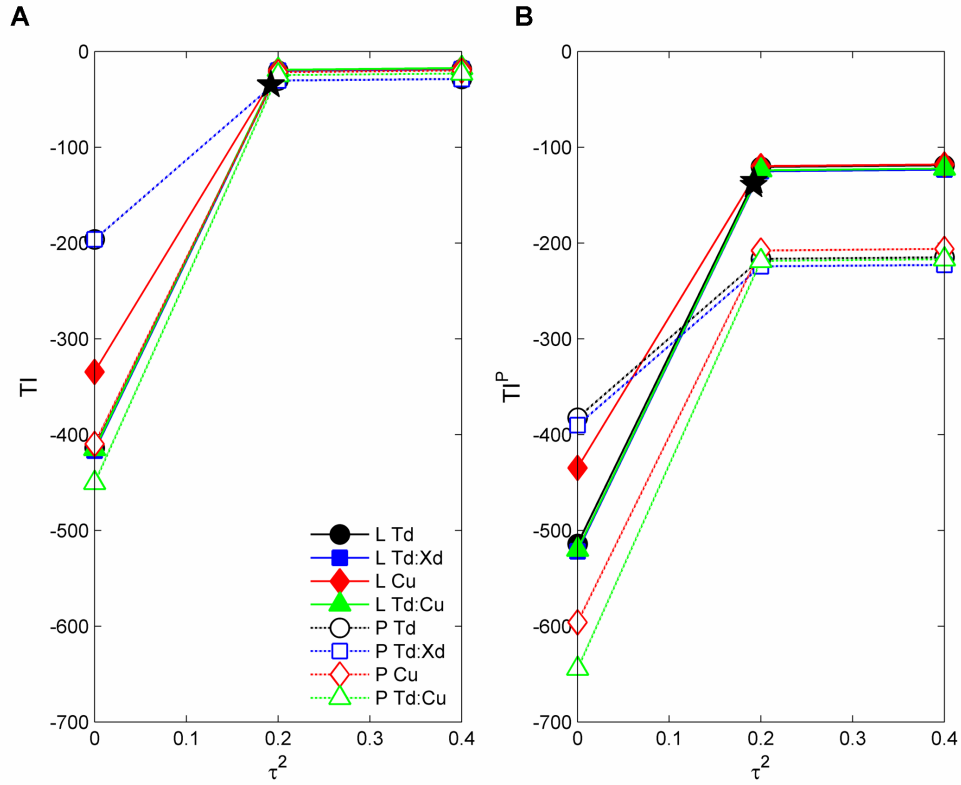 A
B
0
-100
-200
-300
-400
-500
-600
-700
TI
0
0.1
0.2
0.3
0.4
τ²
L Td
L Td:Xd
L Cu
L Td:Cu
P Td
P Td:Xd
P Cu
P Td:Cu
0
-100
-200
-300
-400
-500
-600
-700
TIᴾ
0
0.1
0.2
0.3
0.4
τ²